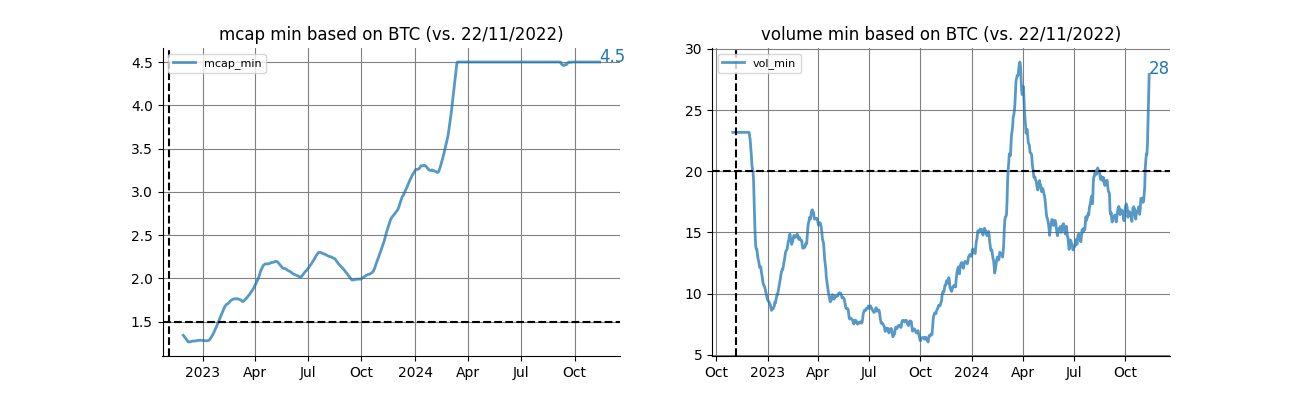 mcap min based on BTC (vs. 22/11/2022)
mcap_min
4.5
4.5
4.0
3.5
3.0
2.5
2.0
1.5
2023 Apr Jul Oct 2024 Apr Jul Oct
volume min based on BTC (vs. 22/11/2022)
vol_min
28
30
25
20
15
10
5
Oct 2023 Apr Jul Oct 2024 Apr Jul Oct